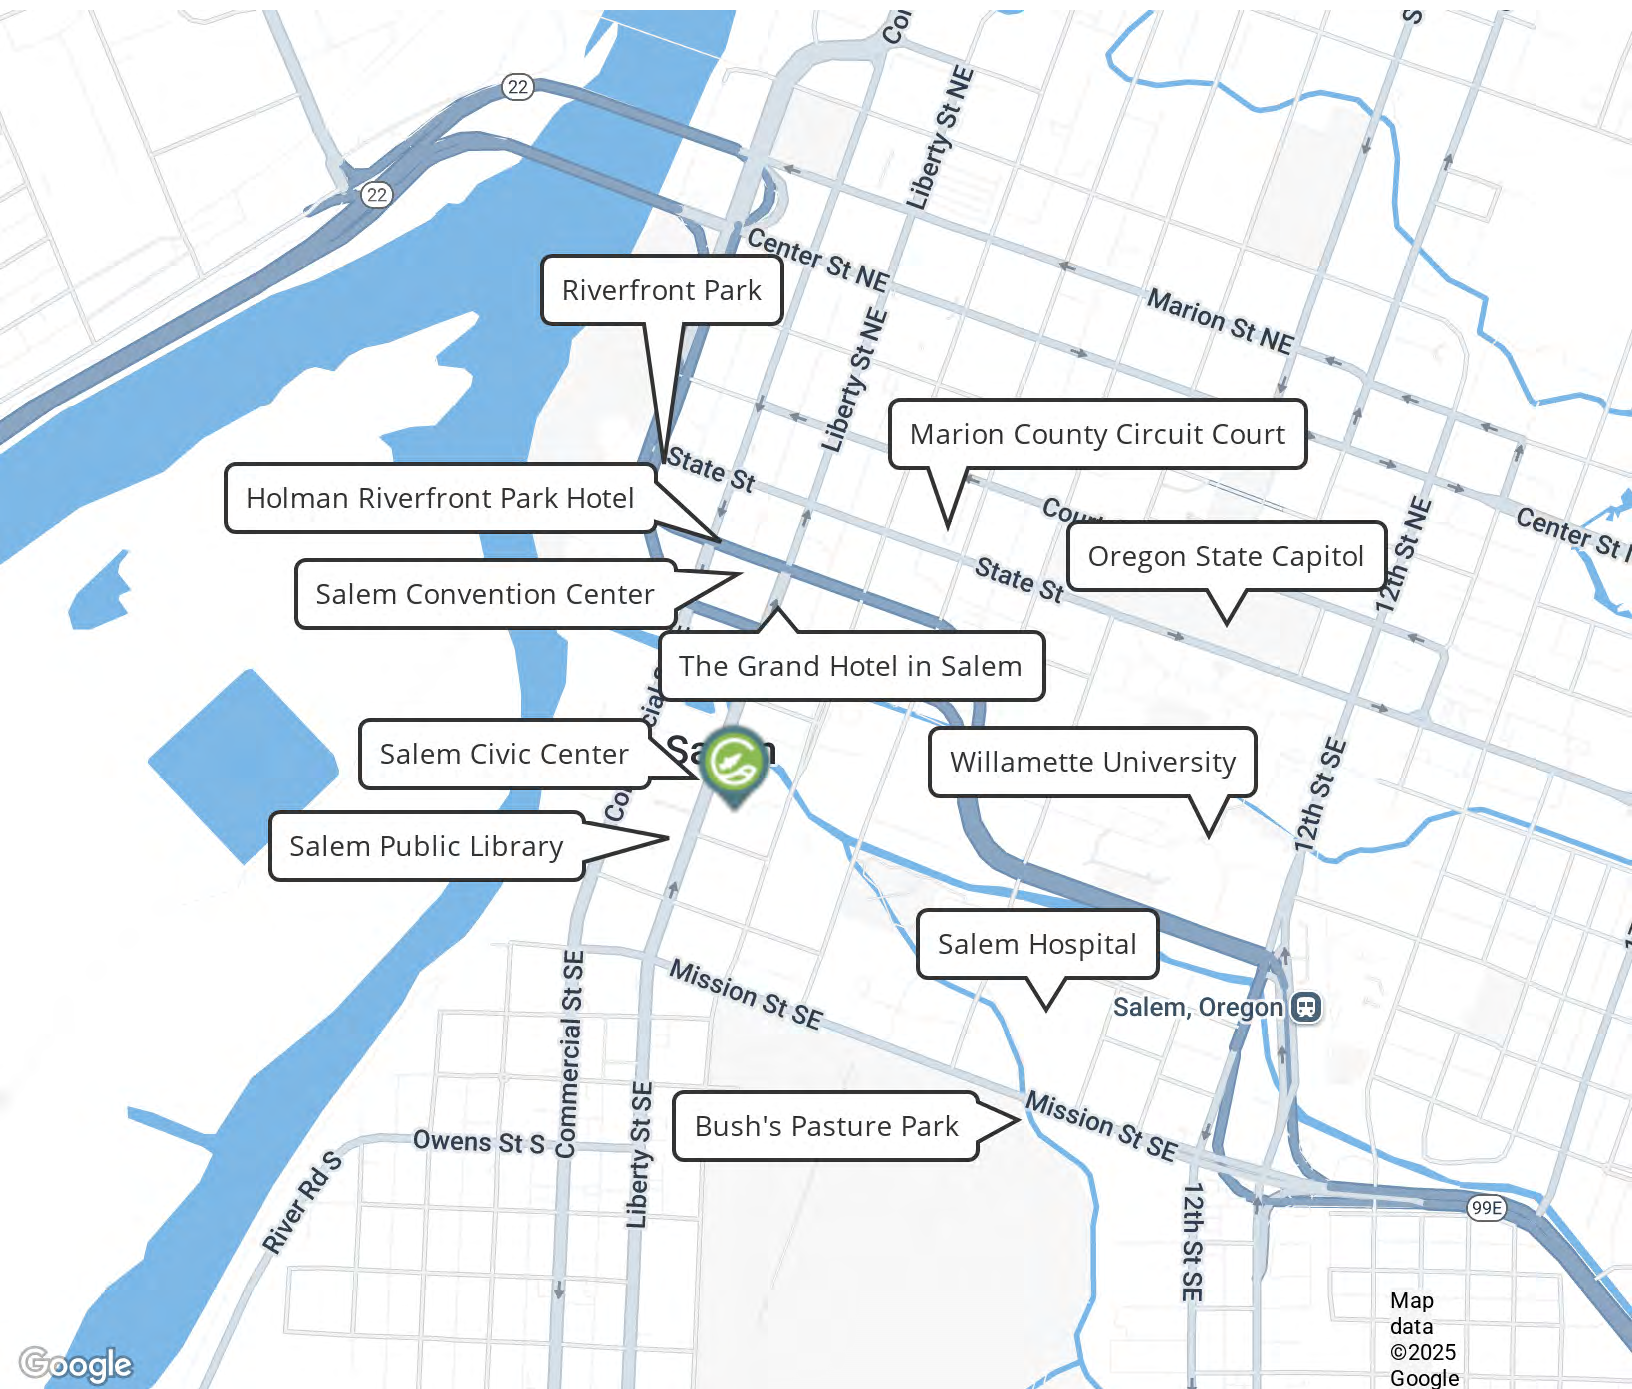 22
Liberty St NE
22
Center St NE
Riverfront Park
Marion St NE
Liberty St NE
Marion County Circuit Court
State St
Holman Riverfront Park Hotel
12th St NE
Center St
Oregon State Capitol
State St
Salem Convention Center
The Grand Hotel in Salem
Salem Civic Center
Willamette University
12th St SE
Salem Public Library
Salem Hospital
Mission St SE
Salem, Oregon
Commercial St SE
Liberty St SE
Bush's Pasture Park
Mission St SE
Owens St S
River Rd S
12th St SE
99E
Map
data
©2025
Google
Google